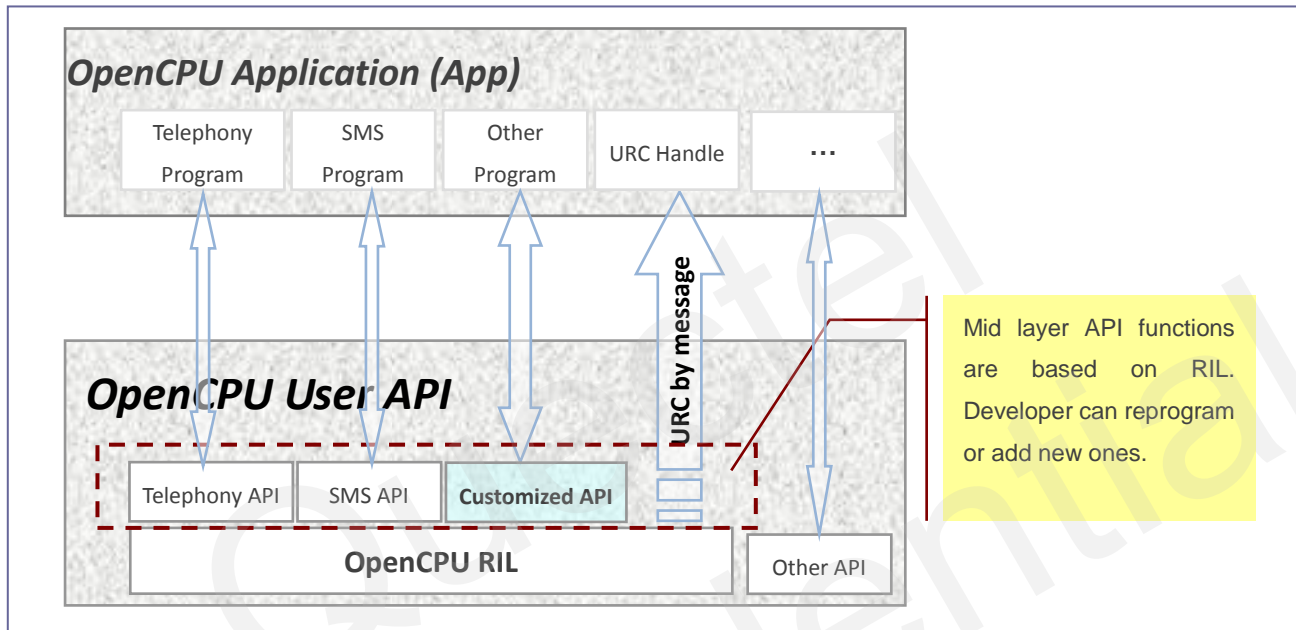 OpenCPU Application (App)
Telephony
Program
SMS
Program
Other
Program
URC Handle
...
URC by message
OpenCPU User API
Telephony API
SMS API
Customized API
OpenCPU RIL
Other API
Mid layer API functions
are based on RIL.
Developer can reprogram
or add new ones.